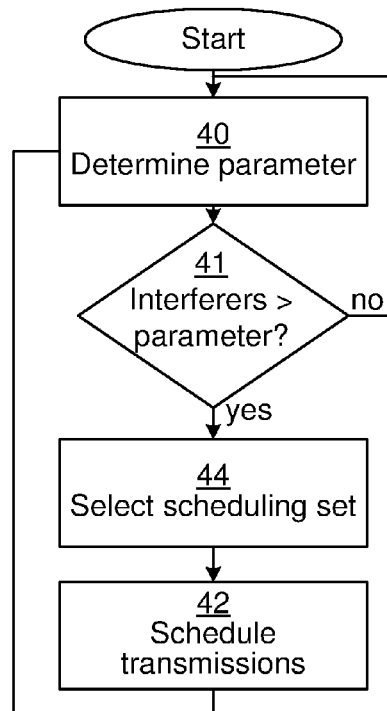 Start
40
Determine parameter
41
Interferers >
parameter?
no
yes
44
Select scheduling set
42
Schedule
transmissions